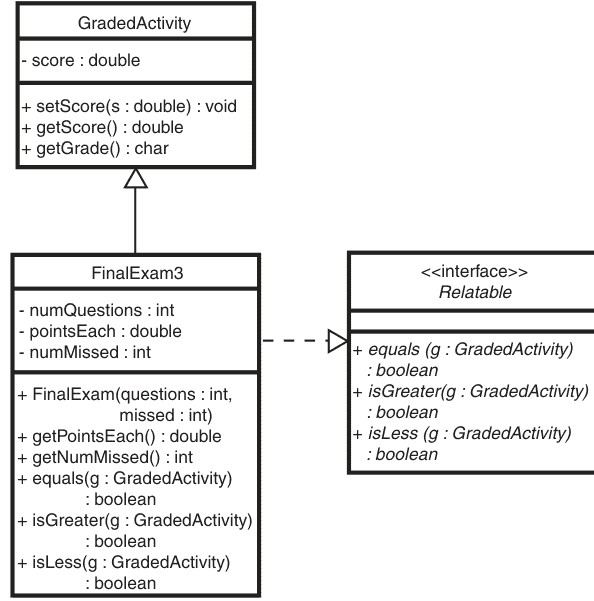 GradedActivity
- score : double
+ setScore(s : double) : void
+ getScore() : double
+ getGrade() : char
FinalExam3
- numQuestions : int
- pointsEach : double
- numMissed : int
+ FinalExam(questions : int,
missed : int)
+ getPointsEach() : double
+ getNumMissed() : int
+ equals(g : GradedActivity)
: boolean
+ isGreater(g : GradedActivity)
: boolean
+ isLess(g : GradedActivity)
: boolean
<<interface>>
Relatable
+ equals (g : GradedActivity)
: boolean
+ isGreater(g : GradedActivity)
: boolean
+ isLess (g : GradedActivity)
: boolean